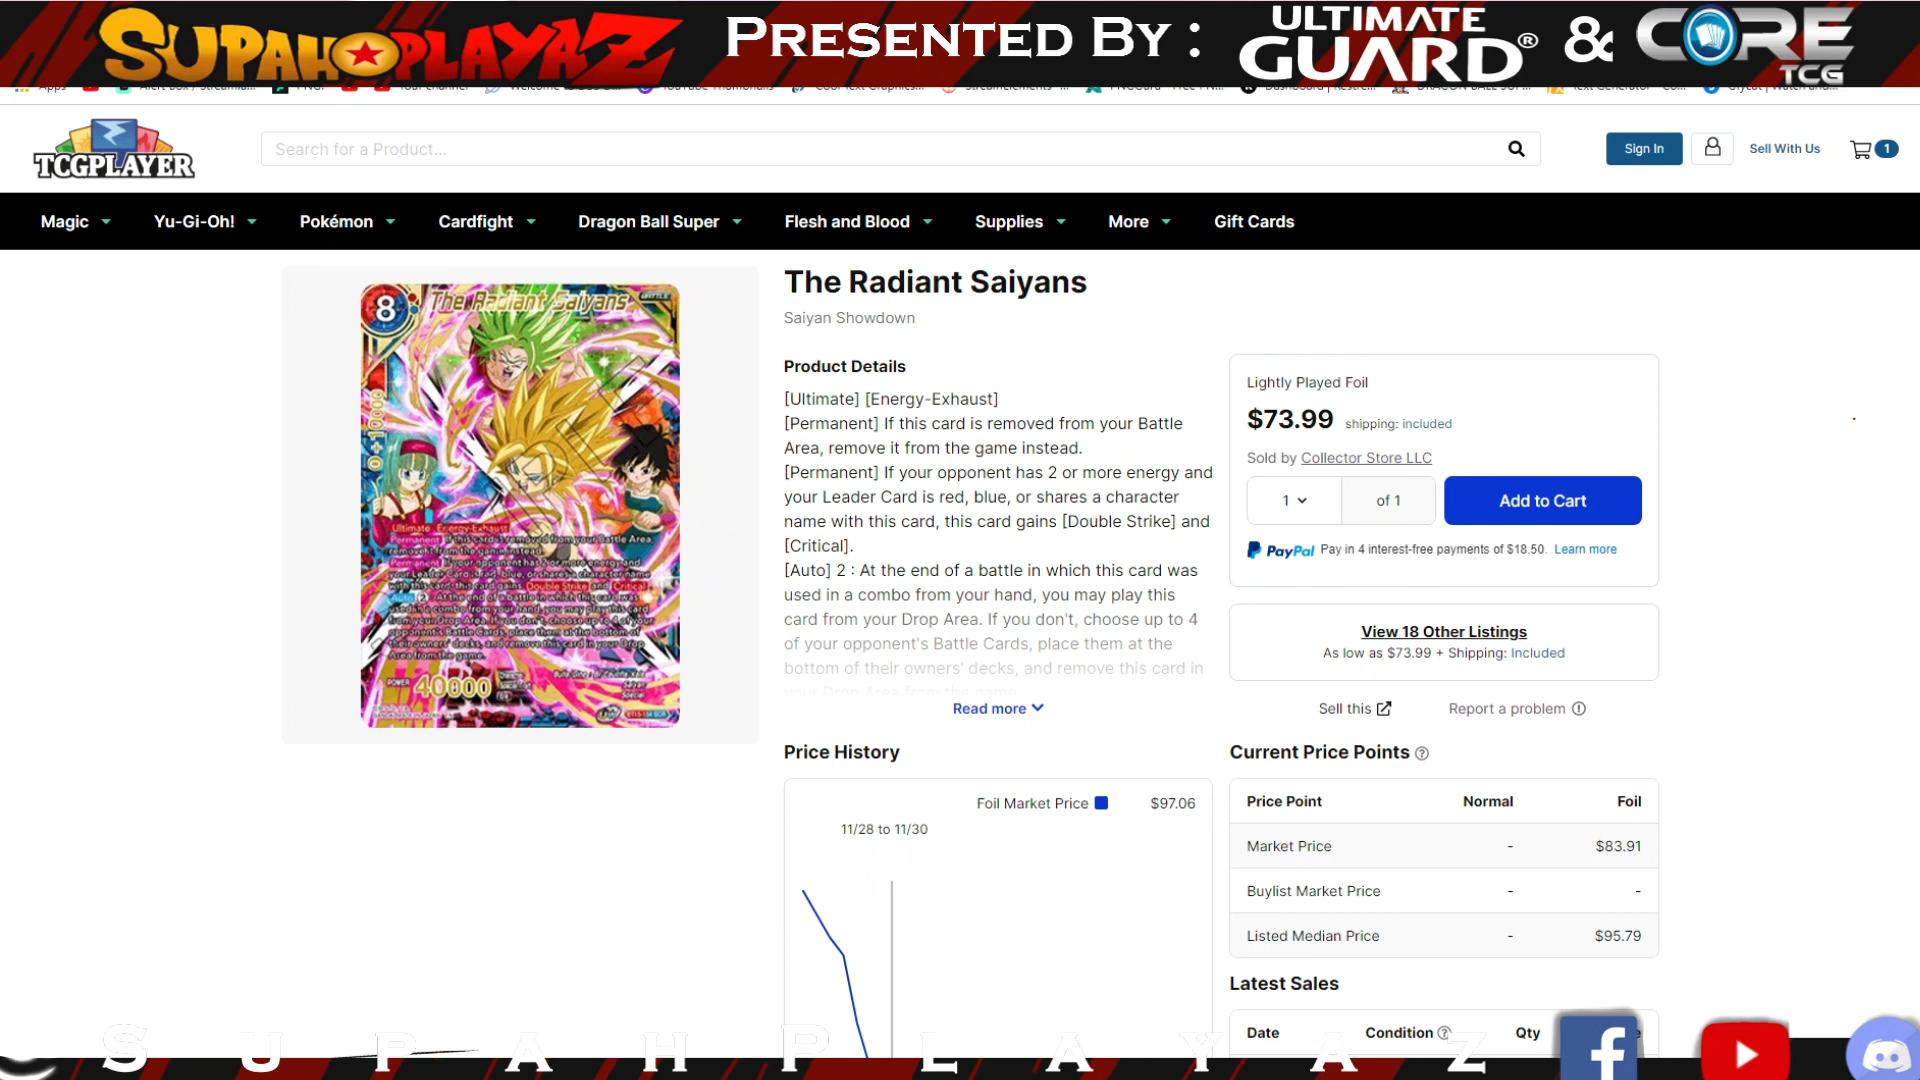 SUPAHPLAYAZ PRESENTED BY : ULTIMATE GUARD® & CORE TCG
TCGPLAYER
Search for a Product...
Sign In
Sell With Us
1
Magic
Yu-Gi-Oh!
Pokémon
Cardfight
Dragon Ball Super
Flesh and Blood
Supplies
More
Gift Cards
8
The Radiant Saiyans
BATTLE
40000
POWER
The Radiant Saiyans
Saiyan Showdown
Product Details
[Ultimate] [Energy-Exhaust]
[Permanent] If this card is removed from your Battle
Area, remove it from the game instead.
[Permanent] If your opponent has 2 or more energy and
your Leader Card is red, blue, or shares a character
name with this card, this card gains [Double Strike] and
[Critical].
[Auto] 2 : At the end of a battle in which this card was
used in a combo from your hand, you may play this
card from your Drop Area. If you don't, choose up to 4
of your opponent's Battle Cards, place them at the
bottom of their owners' decks, and remove this card in
your Drop Area from the game.
Read more
Lightly Played Foil
$73.99 shipping: included
Sold by Collector Store LLC
1 of 1
Add to Cart
PayPal Pay in 4 interest-free payments of $18.50. Learn more
View 18 Other Listings
As low as $73.99 + Shipping: Included
Sell this
Report a problem
Price History
Foil Market Price $97.06
11/28 to 11/30
Current Price Points
Price Point Normal Foil
Market Price - $83.91
Buylist Market Price - -
Listed Median Price - $95.79
Latest Sales
Date Condition Qty
SUPAHPLAYAZ